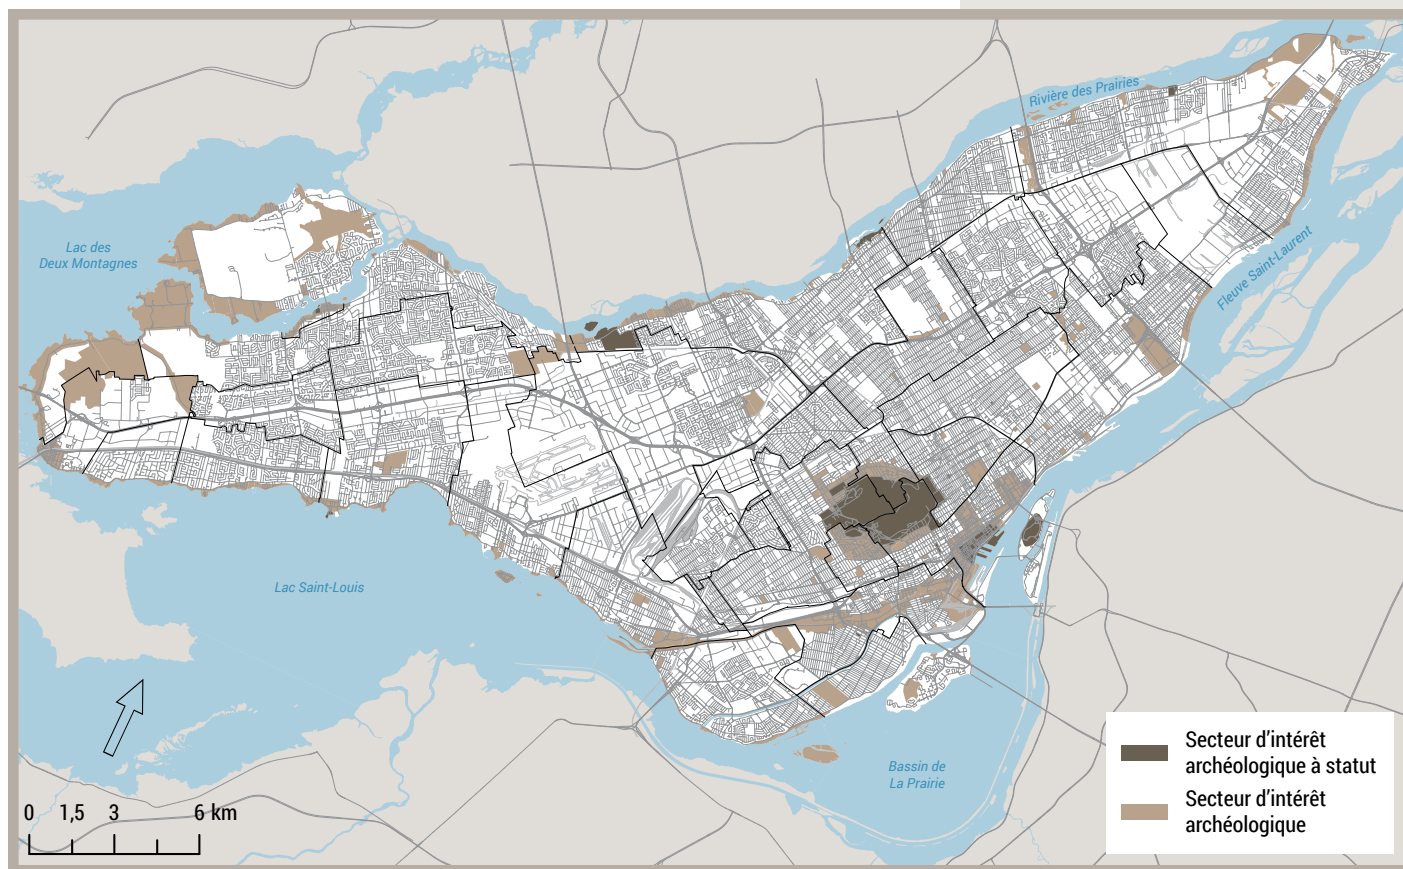 Rivière des Prairies
Lac des
Deux Montagnes
Fleuve Saint-Laurent
Lac Saint-Louis
Bassin de
La Prairie
Secteur d'intérêt
archéologique à statut
Secteur d'intérêt
archéologique
0 1,5 3 6 km